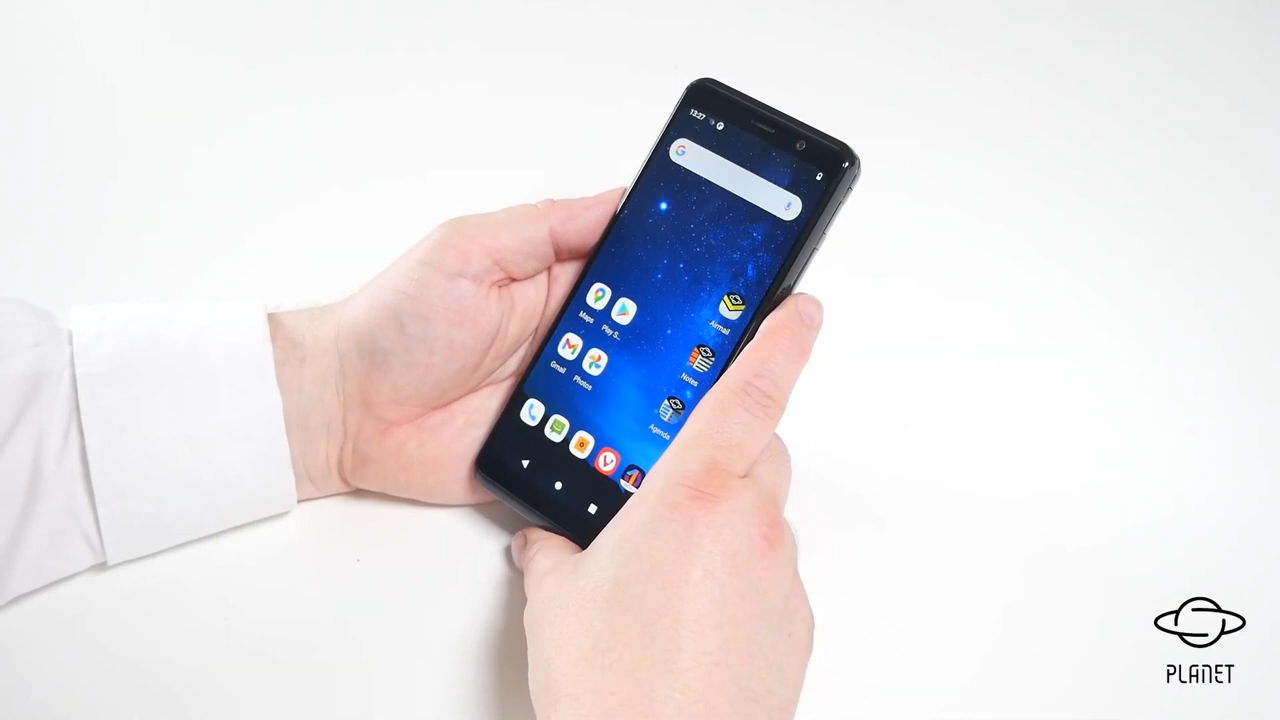 13:27
Maps
Play S..
Airmail
Gmail
Photos
Notes
Agenda
PLANET